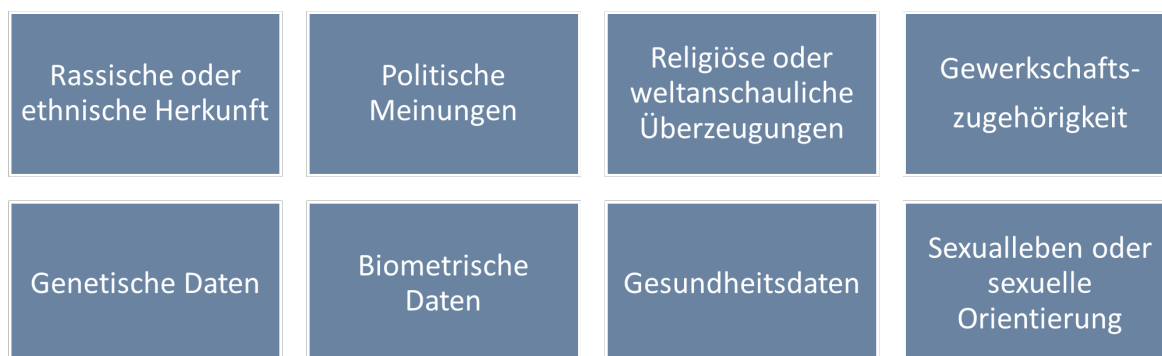 Rassische oder
ethnische Herkunft
Politische
Meinungen
Religiöse oder
weltanschauliche
Überzeugungen
Gewerkschafts-
zugehörigkeit
Genetische Daten
Biometrische
Daten
Gesundheitsdaten
Sexualleben oder
sexuelle
Orientierung